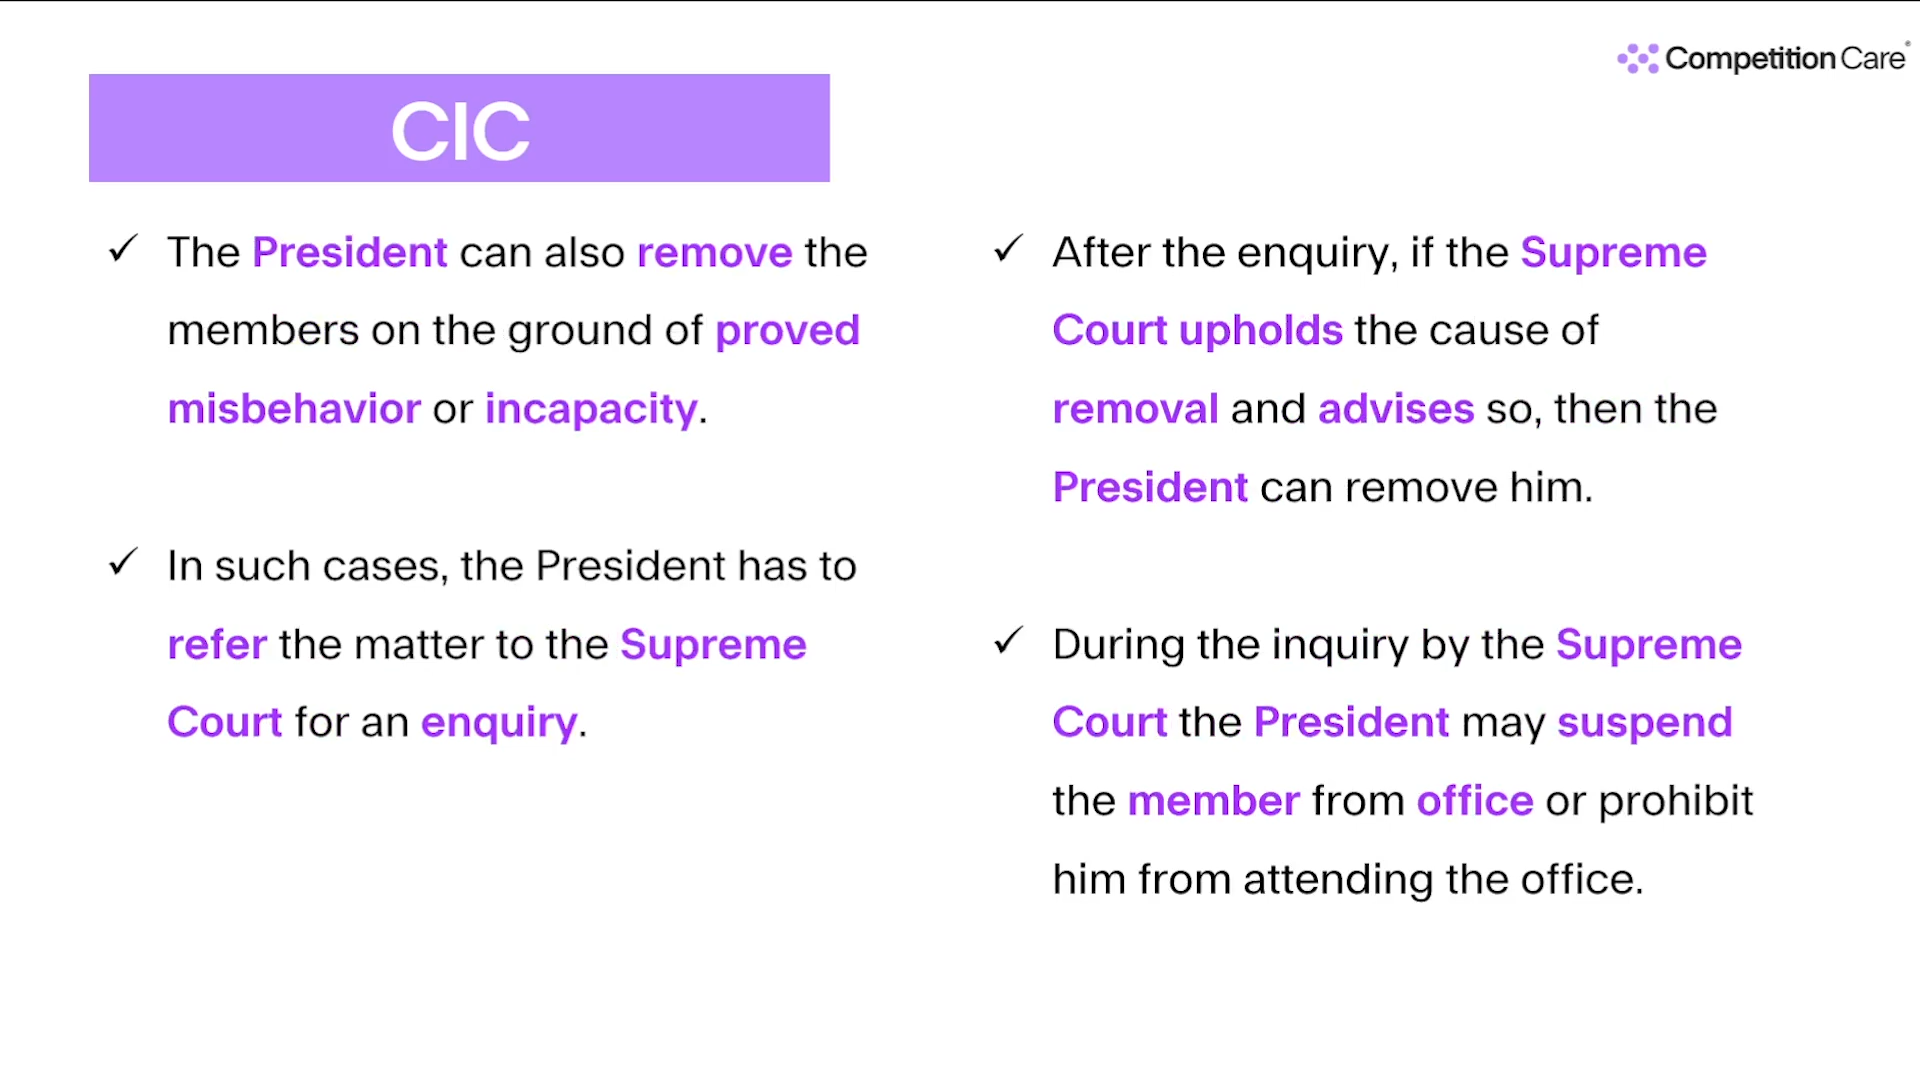 Competition Care
CIC
✓ The President can also remove the
members on the ground of proved
misbehavior or incapacity.
✓ In such cases, the President has to
refer the matter to the Supreme
Court for an enquiry.
✓ After the enquiry, if the Supreme
Court upholds the cause of
removal and advises so, then the
President can remove him.
✓ During the inquiry by the Supreme
Court the President may suspend
the member from office or prohibit
him from attending the office.